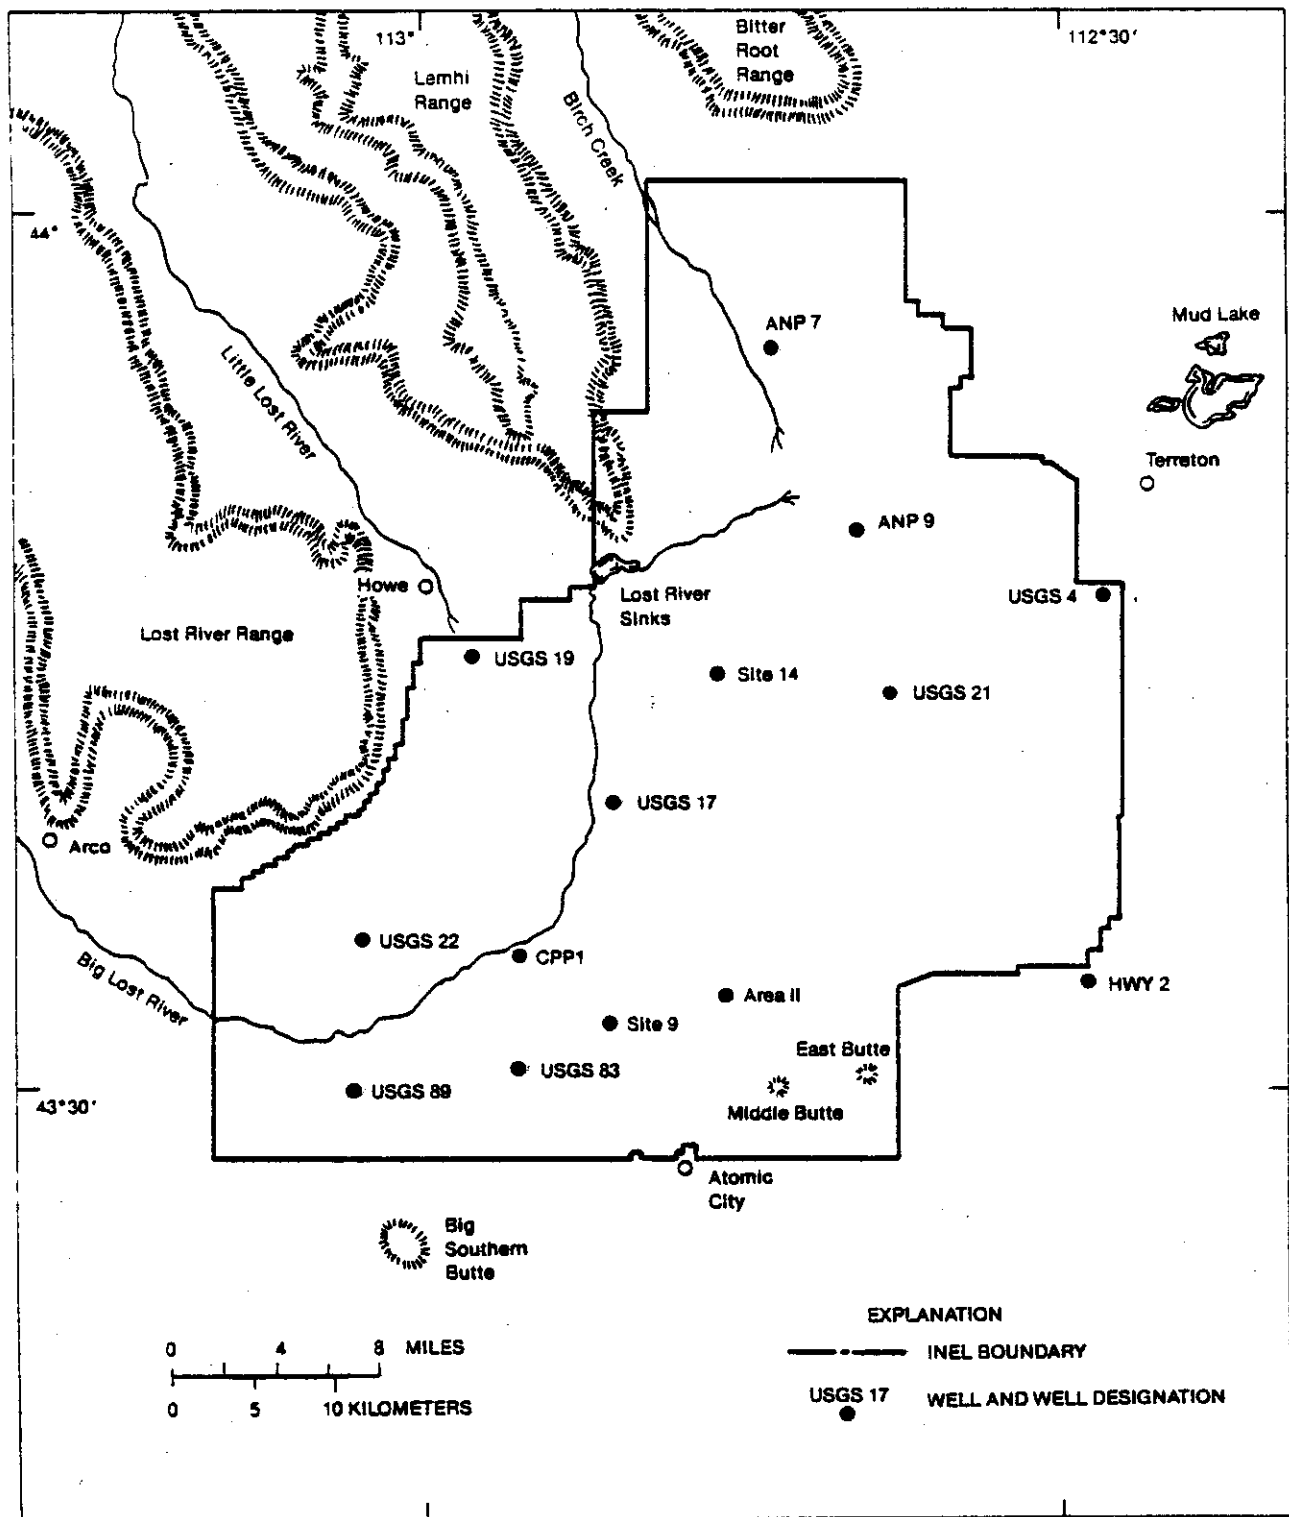 113°
112°30'
Bitter
Root
Range
Lemhi
Range
Birch Creek
44°
ANP 7
Mud Lake
Little Lost River
Terreton
ANP 9
Howe
Lost River
Sinks
USGS 4
Lost River Range
USGS 19
Site 14
USGS 21
USGS 17
Arco
USGS 22
CPP1
Big Lost River
HWY 2
Area II
Site 9
East Butte
USGS 83
USGS 89
Middle Butte
43°30'
Atomic
City
Big
Southern
Butte
EXPLANATION
0 4 8 MILES
INEL BOUNDARY
0 5 10 KILOMETERS
USGS 17 WELL AND WELL DESIGNATION